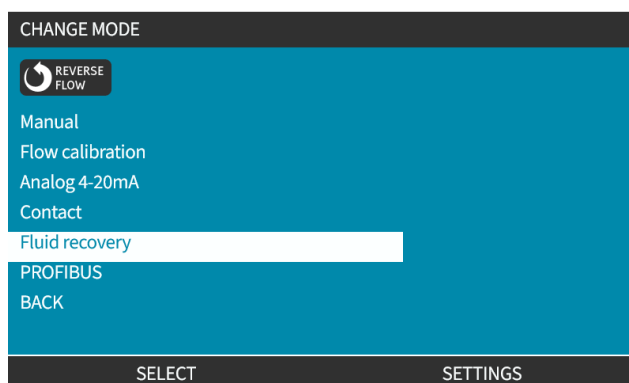 CHANGE MODE
REVERSE
FLOW
Manual
Flow calibration
Analog 4-20mA
Contact
Fluid recovery
PROFIBUS
BACK
SELECT SETTINGS